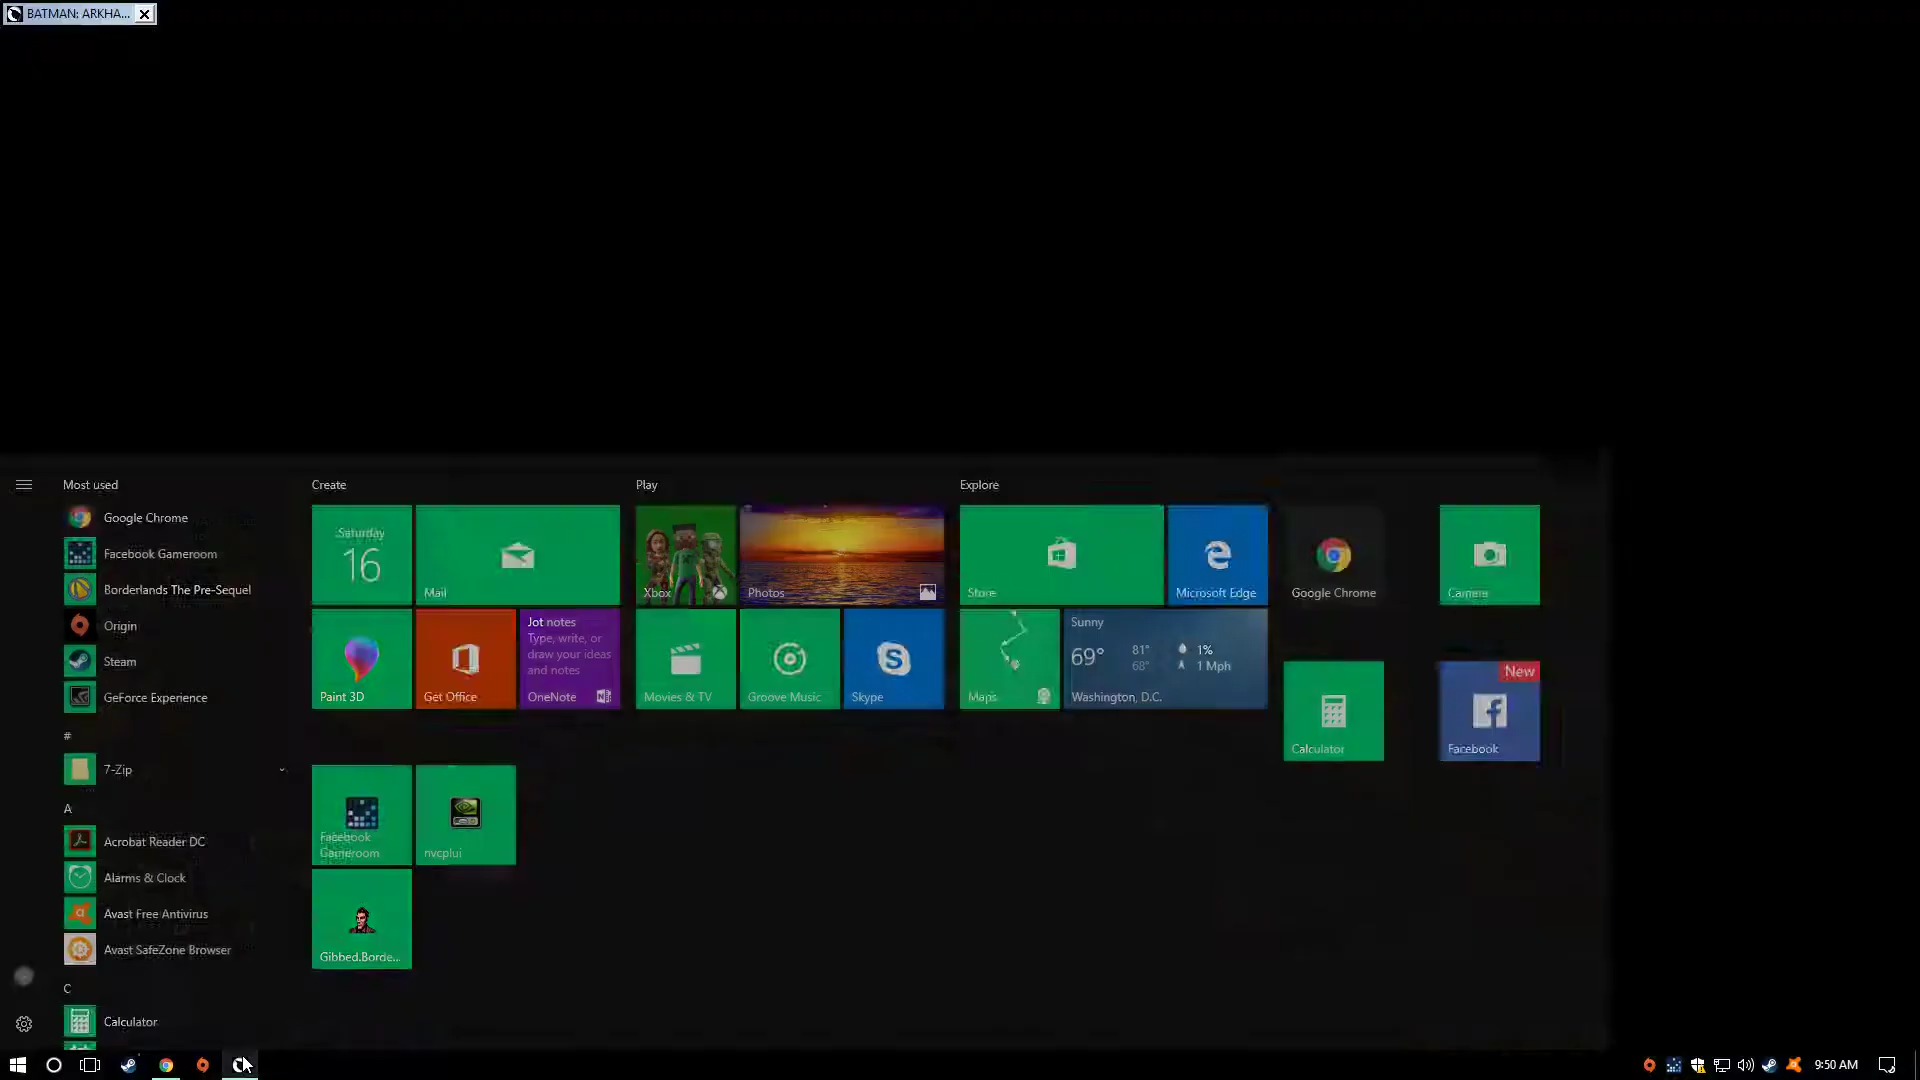 BATMAN: ARKHA...
Most used
Google Chrome
Facebook Gameroom
Borderlands The Pre-Sequel
Origin
Steam
GeForce Experience
#
7-Zip
A
Acrobat Reader DC
Alarms & Clock
Avast Free Antivirus
Avast SafeZone Browser
C
Calculator
Create
Saturday
16
Mail
Paint 3D
Get Office
Jot notes
Type, write, or
draw your ideas
and notes
OneNote
Facebook
Gameroom
nvcplui
Gibbed.Borde...
Play
Xbox
Photos
Movies & TV
Groove Music
Skype
Explore
Store
Microsoft Edge
Maps
Sunny
69° 81° 1%
68° 1 Mph
Washington, D.C.
Google Chrome
Camera
Calculator
New
Facebook
9:50 AM